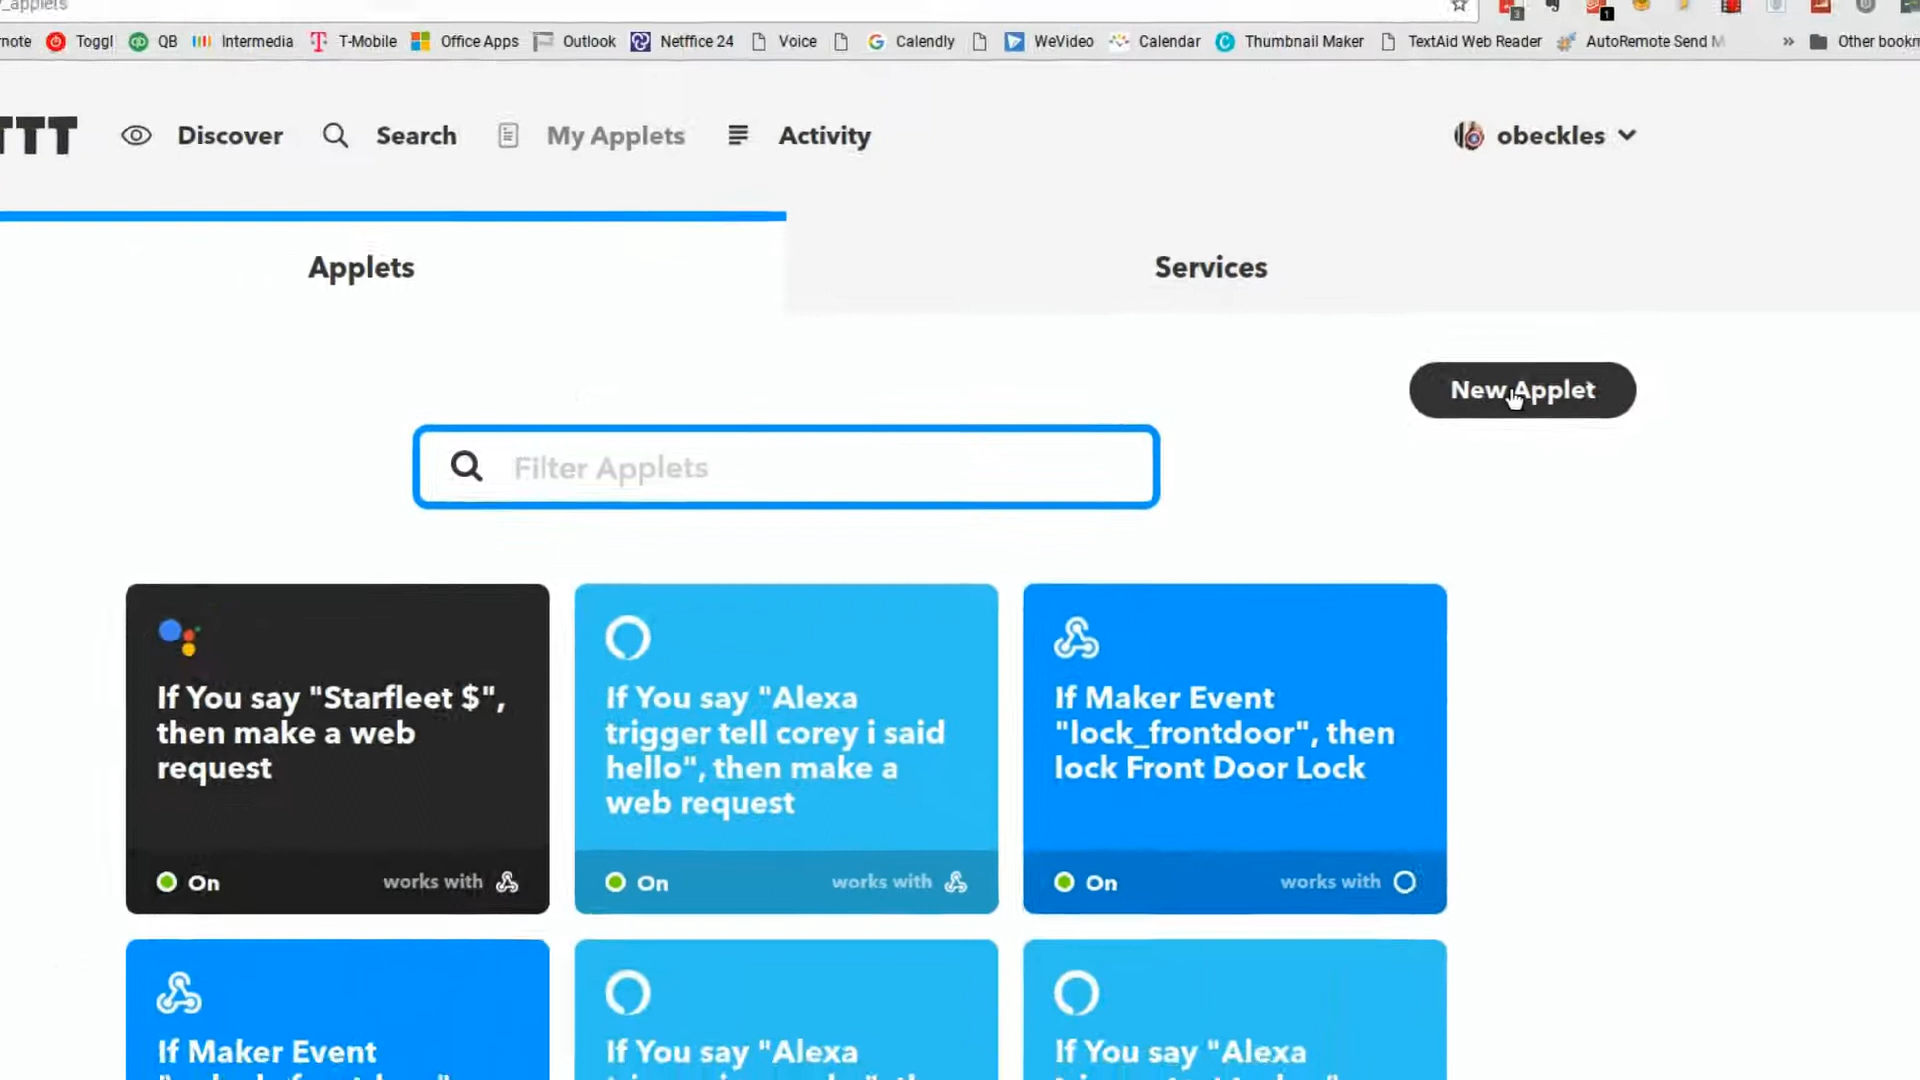 _applets
note Toggl QB Intermedia T-Mobile Office Apps Outlook Netffice 24 Voice Calendly WeVideo Calendar Thumbnail Maker TextAid Web Reader AutoRemote Send M » Other bookm
3 1
TTT Discover Search My Applets Activity obeckles
Applets Services
New Applet
Filter Applets
If You say "Starfleet $",
then make a web
request
On works with
If You say "Alexa
trigger tell corey i said
hello", then make a
web request
On works with
If Maker Event
"lock_frontdoor", then
lock Front Door Lock
On works with
If Maker Event
If You say "Alexa
If You say "Alexa